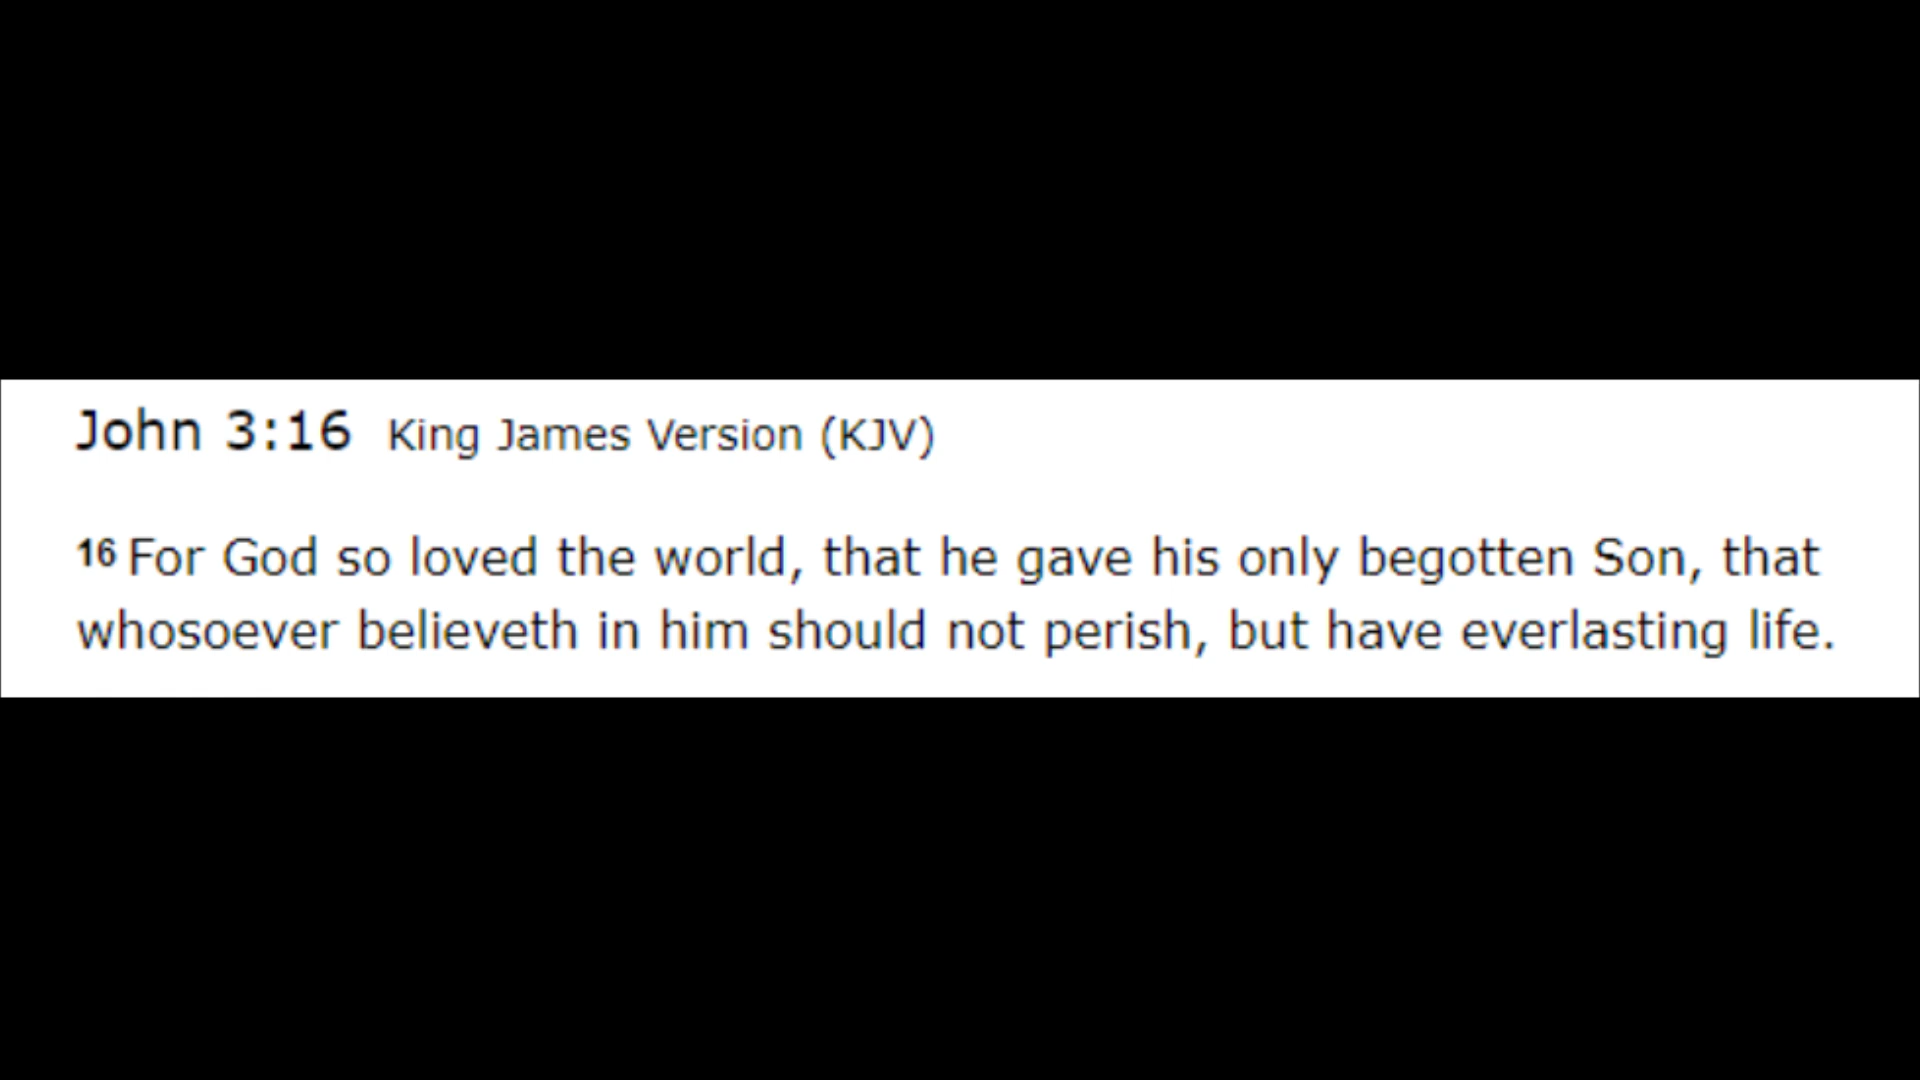 John 3:16 King James Version (KJV)
16 For God so loved the world, that he gave his only begotten Son, that
whosoever believeth in him should not perish, but have everlasting life.